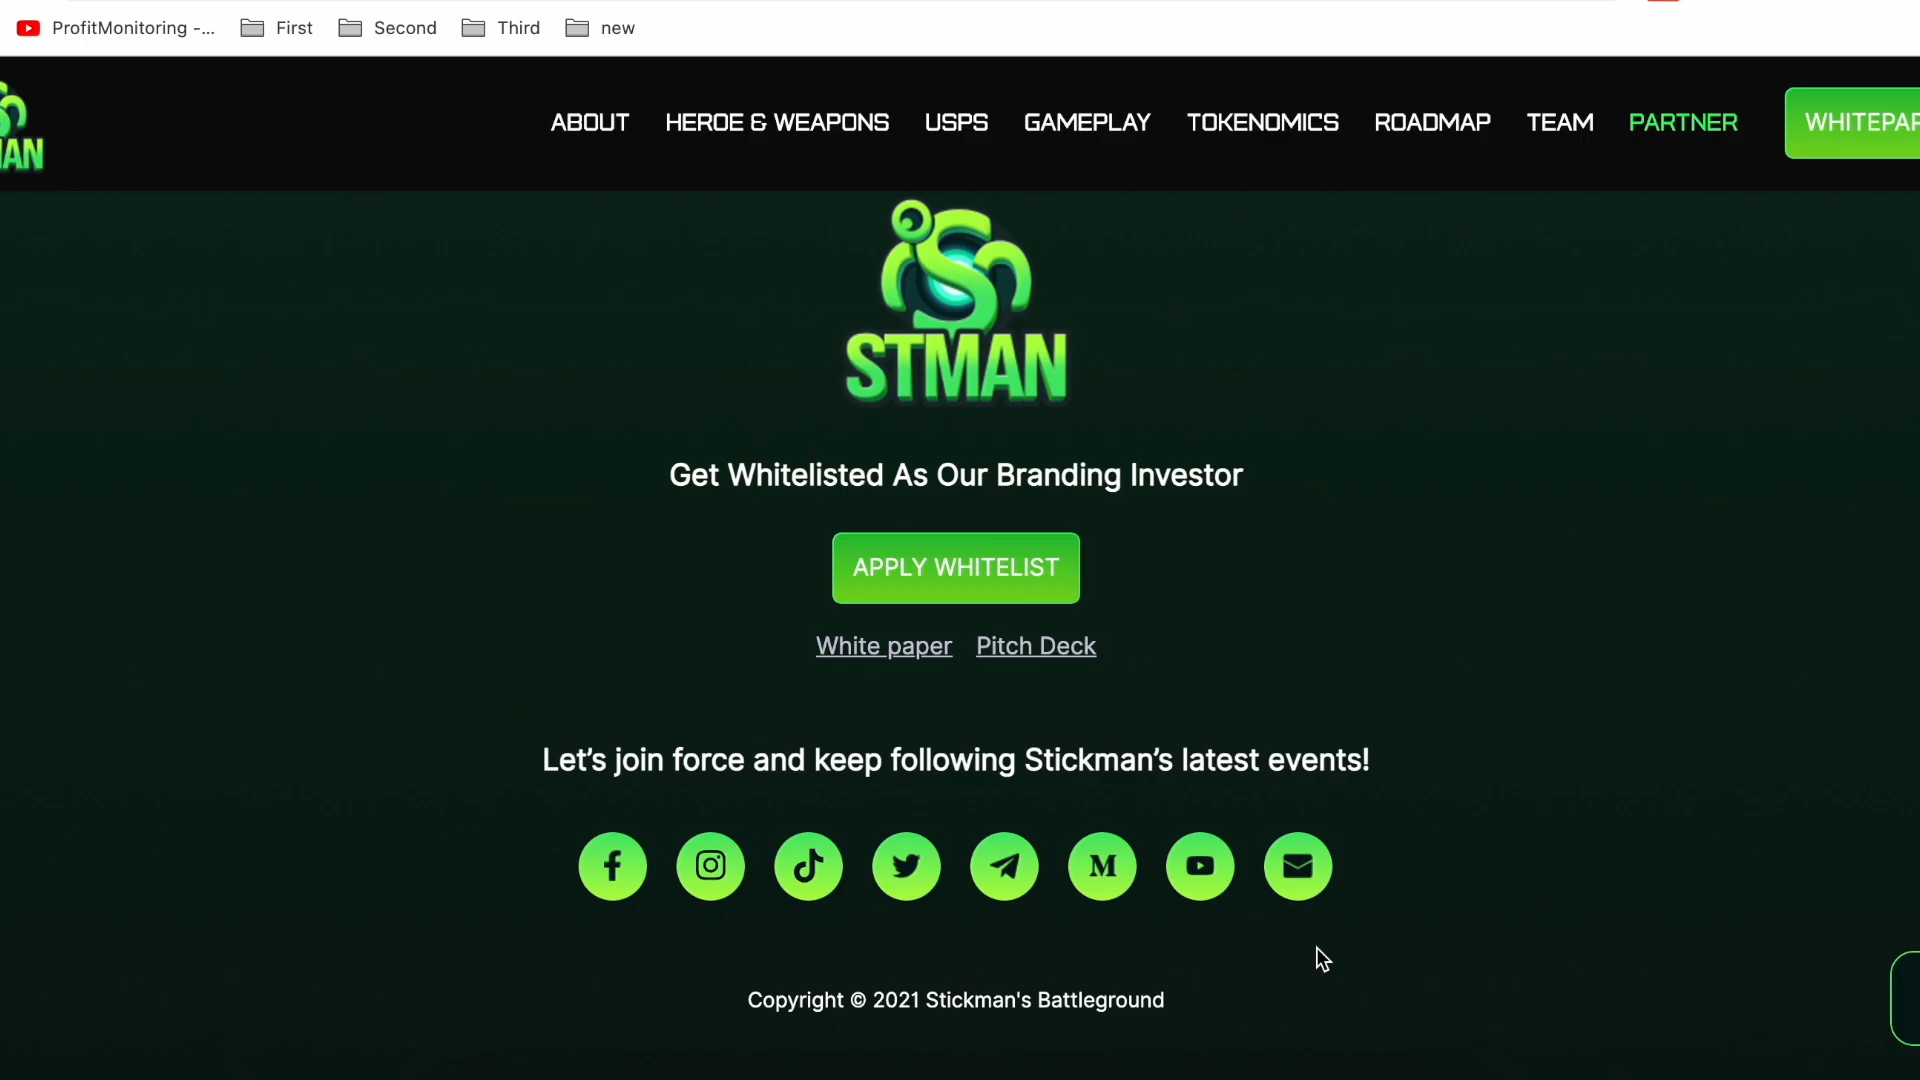 ProfitMonitoring -... First Second Third new
ABOUT HEROE & WEAPONS USPS GAMEPLAY TOKENOMICS ROADMAP TEAM PARTNER WHITEPAP
MAN
STMAN
Get Whitelisted As Our Branding Investor
APPLY WHITELIST
White paper Pitch Deck
Let’s join force and keep following Stickman’s latest events!
Copyright © 2021 Stickman's Battleground